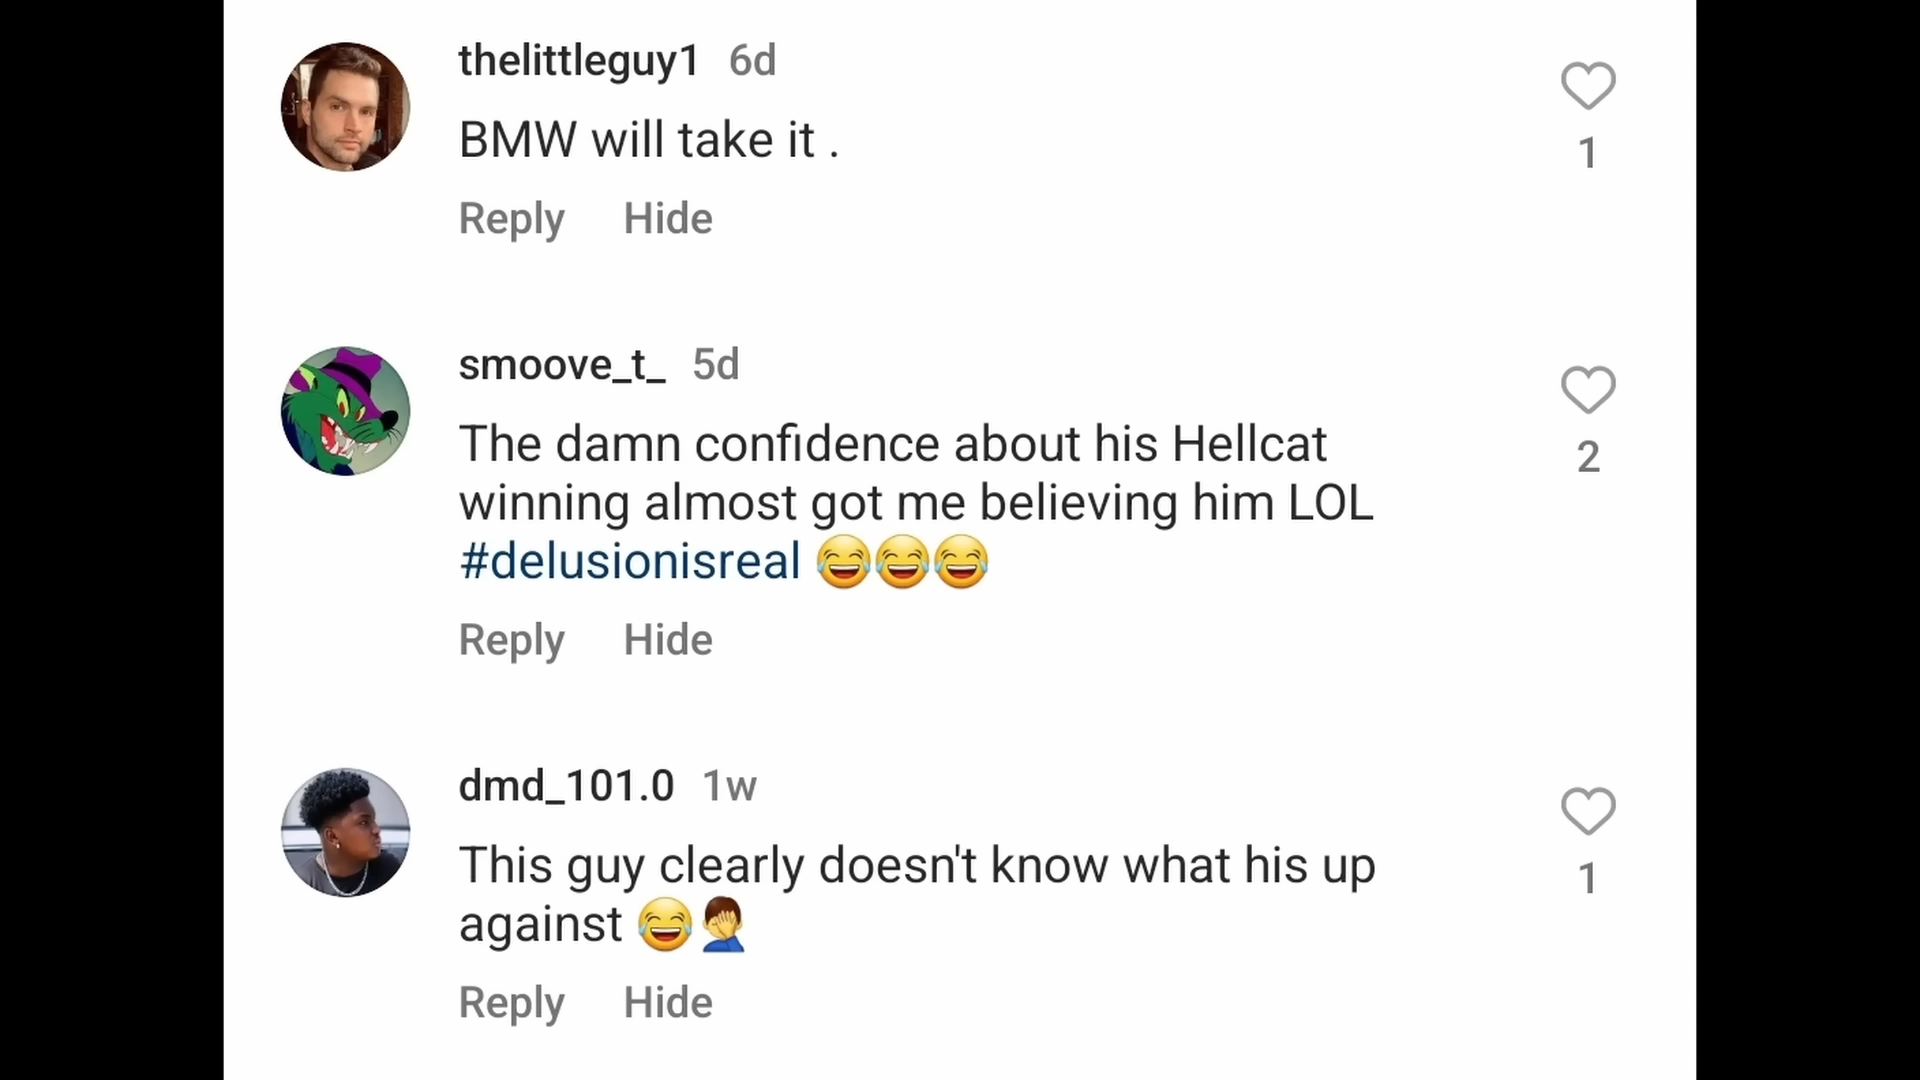 thelittleguy1 6d
BMW will take it .
1
Reply Hide
smoove_t_ 5d
The damn confidence about his Hellcat
winning almost got me believing him LOL
#delusionisreal 😂😂😂
2
Reply Hide
dmd_101.0 1w
This guy clearly doesn't know what his up
against 😂🤦‍♂️
1
Reply Hide